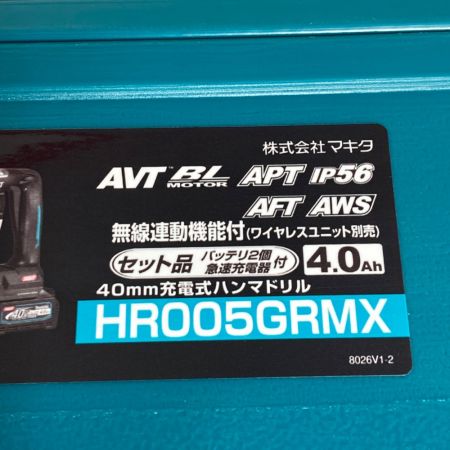 株式会社マキタ
AVT™ BL MOTOR APT IP56
AFT AWS
無線連動機能付(ワイヤレスユニット別売)
セット品 バッテリ2個 急速充電器 付 4.0Ah
40mm充電式ハンマドリル
HR005GRMX
8026V1-2